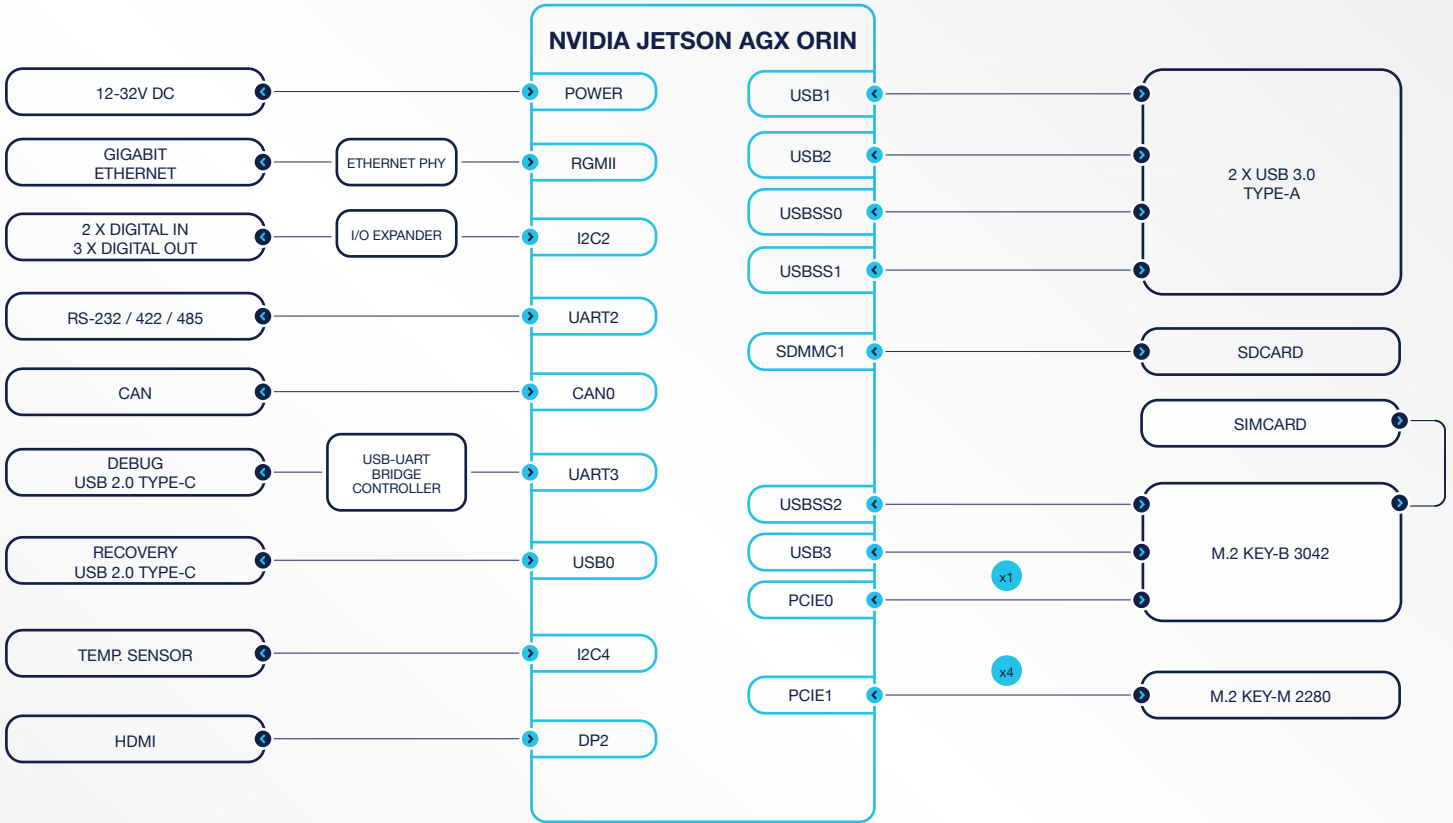 NVIDIA JETSON AGX ORIN
12-32V DC
POWER
GIGABIT
ETHERNET
ETHERNET PHY
RGMII
2 X DIGITAL IN
3 X DIGITAL OUT
I/O EXPANDER
I2C2
RS-232 / 422 / 485
UART2
CAN
CAN0
DEBUG
USB 2.0 TYPE-C
USB-UART
BRIDGE
CONTROLLER
UART3
RECOVERY
USB 2.0 TYPE-C
USB0
TEMP. SENSOR
I2C4
HDMI
DP2
USB1
USB2
USBSS0
USBSS1
2 X USB 3.0
TYPE-A
SDMMC1
SDCARD
SIMCARD
USBSS2
USB3
PCIE0
x1
M.2 KEY-B 3042
PCIE1
x4
M.2 KEY-M 2280